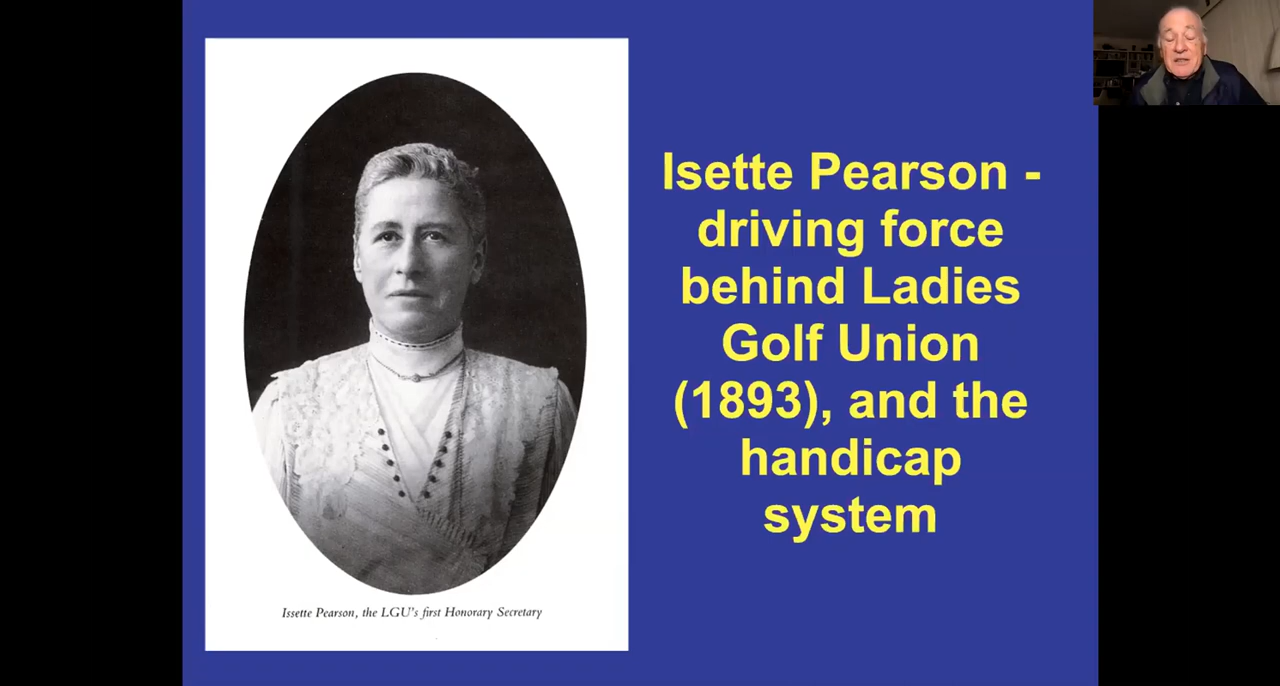 Isette Pearson -
driving force
behind Ladies
Golf Union
(1893), and the
handicap
system
Issette Pearson, the LGU's first Honorary Secretary